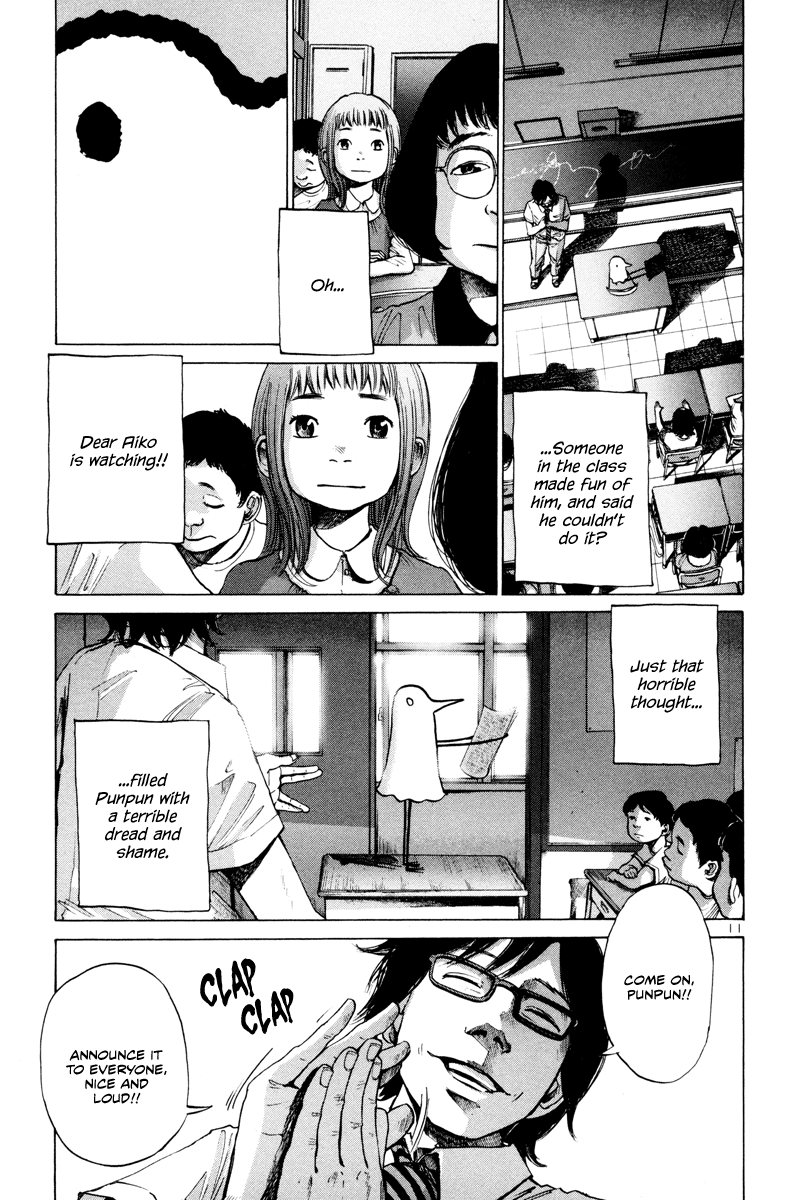 ...Someone
in the class
made fun of
him, and said
he couldn't
do it?
Oh...
Dear Aiko
is watching!!
Just that
horrible
thought...
...filled
Punpun with
a terrible
dread and
shame.
11
COME ON,
PUNPUN!!
CLAP
CLAP
ANNOUNCE IT
TO EVERYONE,
NICE AND
LOUD!!